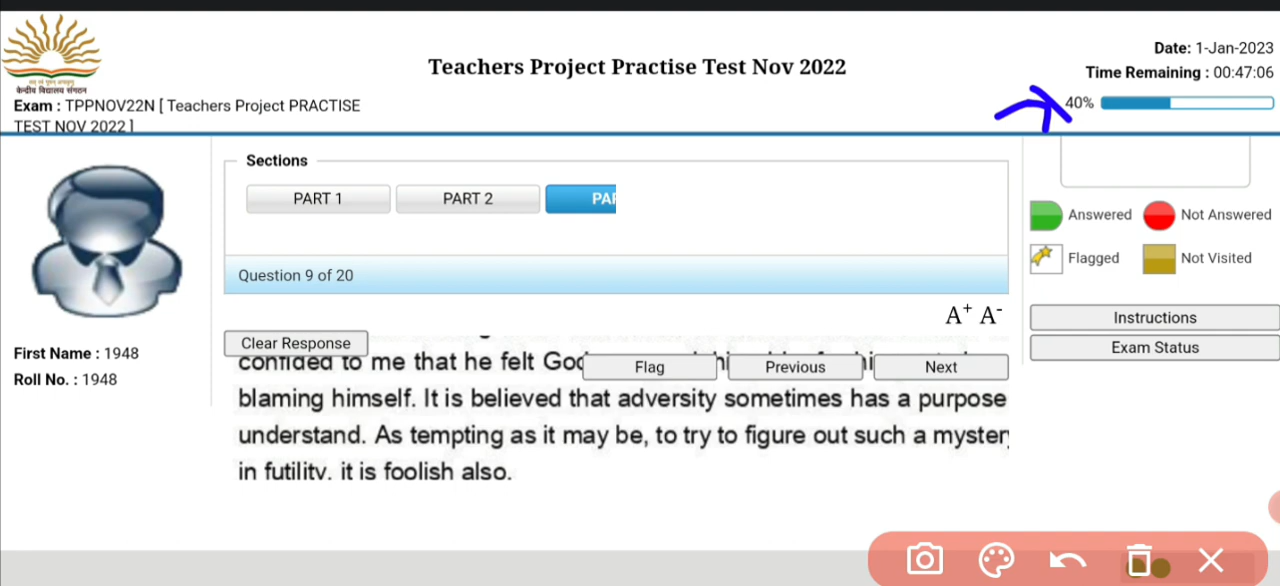 केन्द्रीय विद्यालय संगठन
Exam : TPPNOV22N [ Teachers Project PRACTISE
TEST NOV 2022 ]
Teachers Project Practise Test Nov 2022
Date: 1-Jan-2023
Time Remaining : 00:47:06
40%
First Name : 1948
Roll No. : 1948
Sections
PART 1
PART 2
Question 9 of 20
A+ A-
Clear Response
Flag
Previous
Next
confided to me that he felt
blaming himself. It is believed that adversity sometimes has a purpose
understand. As tempting as it may be, to try to figure out such a
in futility. it is foolish also.
Answered
Not Answered
Flagged
Not Visited
Instructions
Exam Status